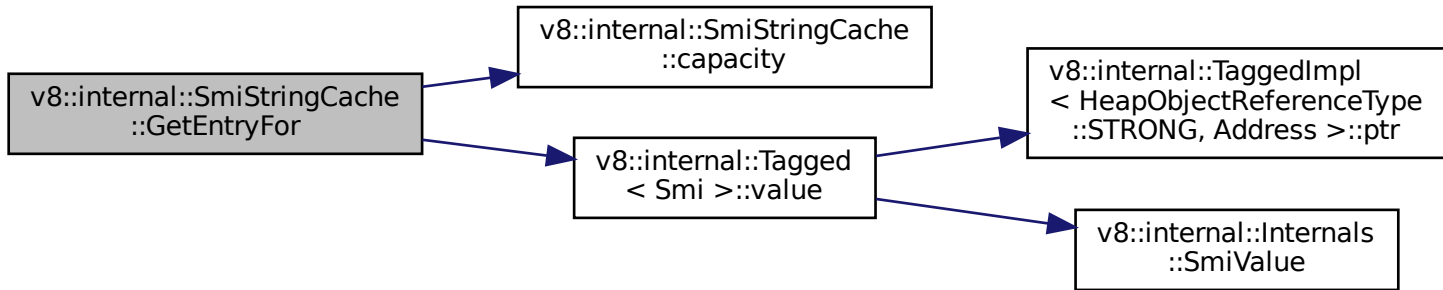 v8::internal::SmiStringCache
::GetEntryFor
v8::internal::SmiStringCache
::capacity
v8::internal::Tagged
< Smi >::value
v8::internal::TaggedImpl
< HeapObjectReferenceType
::STRONG, Address >::ptr
v8::internal::Internals
::SmiValue